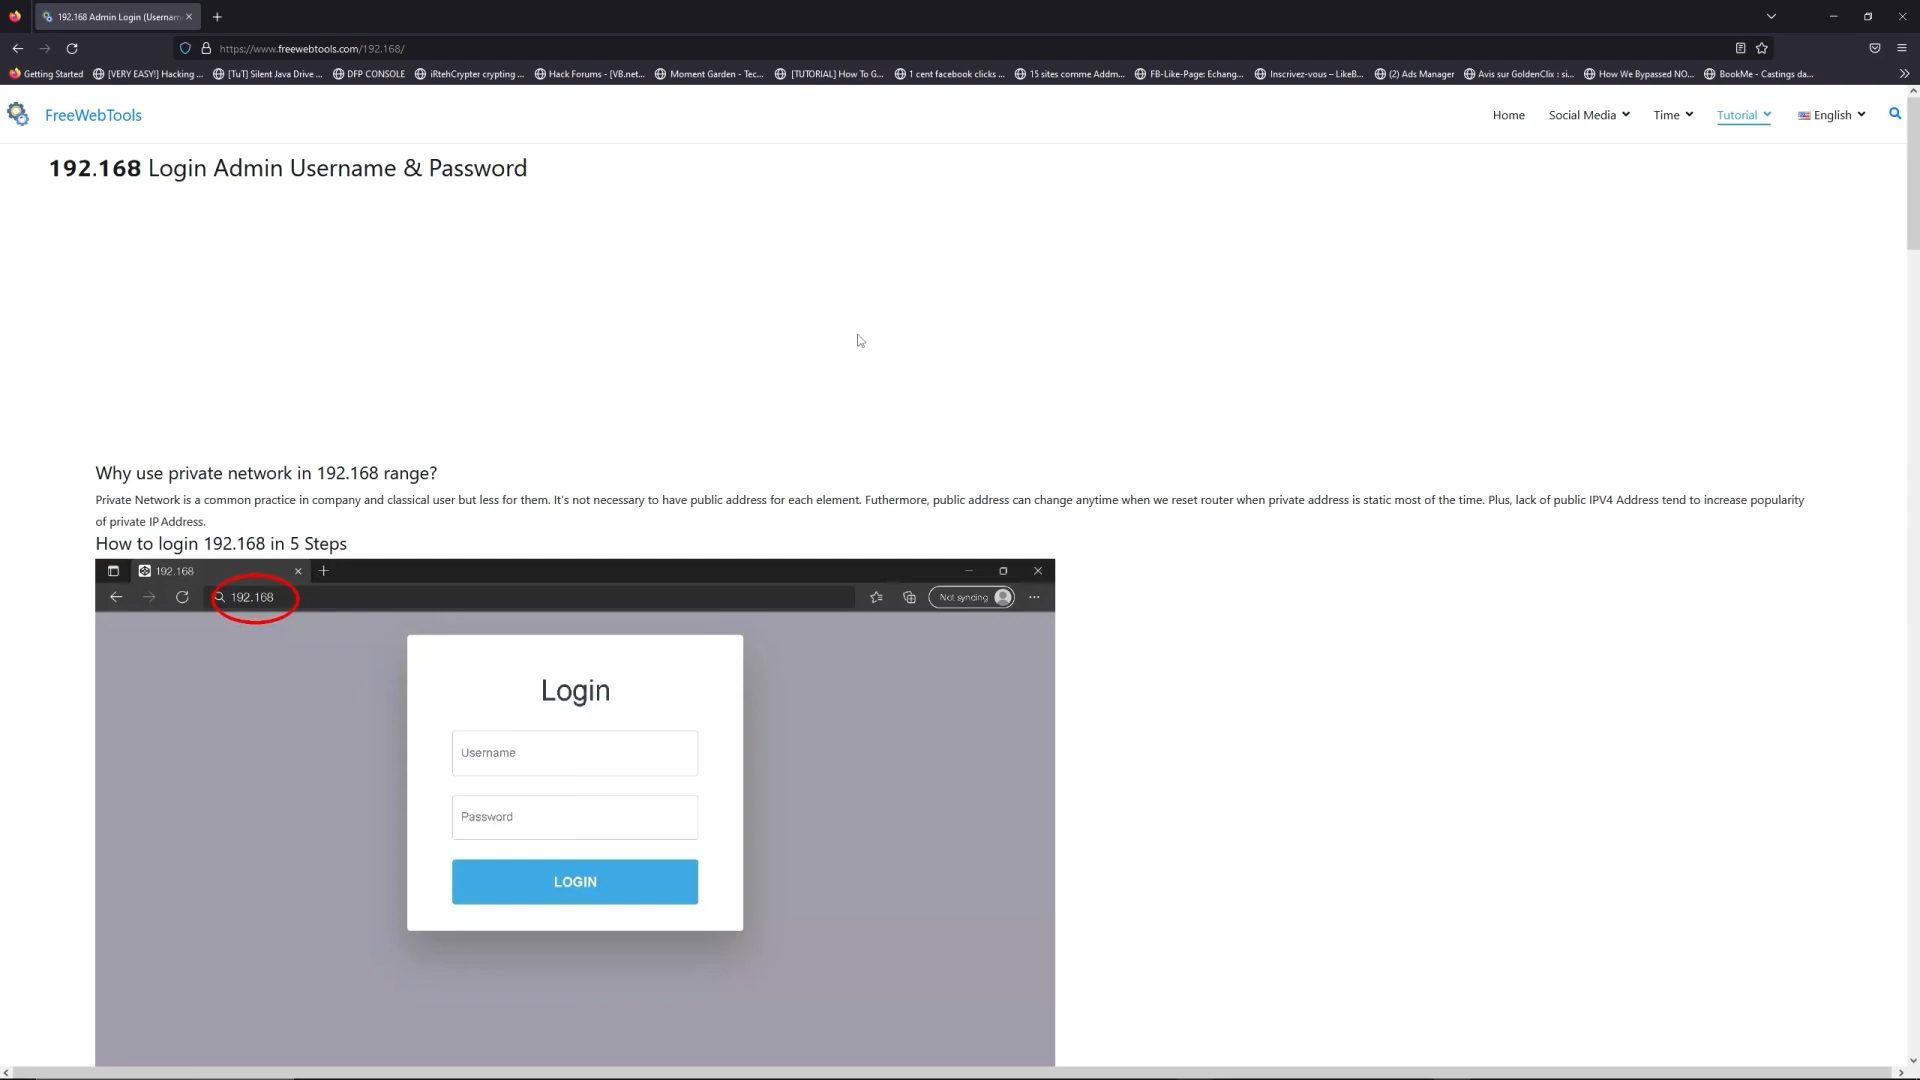 192.168 Admin Login (Usernam
https://www.freewebtools.com/192.168/
Getting Started
[VERY EASY!] Hacking ...
[TuT] Silent Java Drive ...
DFP CONSOLE
iRtehCrypter crypting ...
Hack Forums - [VB.net...
Moment Garden - Tec...
[TUTORIAL] How To G...
1 cent facebook clicks ...
15 sites comme Addm...
FB-Like-Page: Echang...
Inscrivez-vous – LikeB...
(2) Ads Manager
Avis sur GoldenClix : si...
How We Bypassed NO...
BookMe - Castings da...
FreeWebTools
Home
Social Media
Time
Tutorial
English
192.168 Login Admin Username & Password
Why use private network in 192.168 range?
Private Network is a common practice in company and classical user but less for them. It's not necessary to have public address for each element. Futhermore, public address can change anytime when we reset router when private address is static most of the time. Plus, lack of public IPV4 Address tend to increase popularity
of private IP Address.
How to login 192.168 in 5 Steps
192.168
192.168
Not syncing
Login
Username
Password
LOGIN